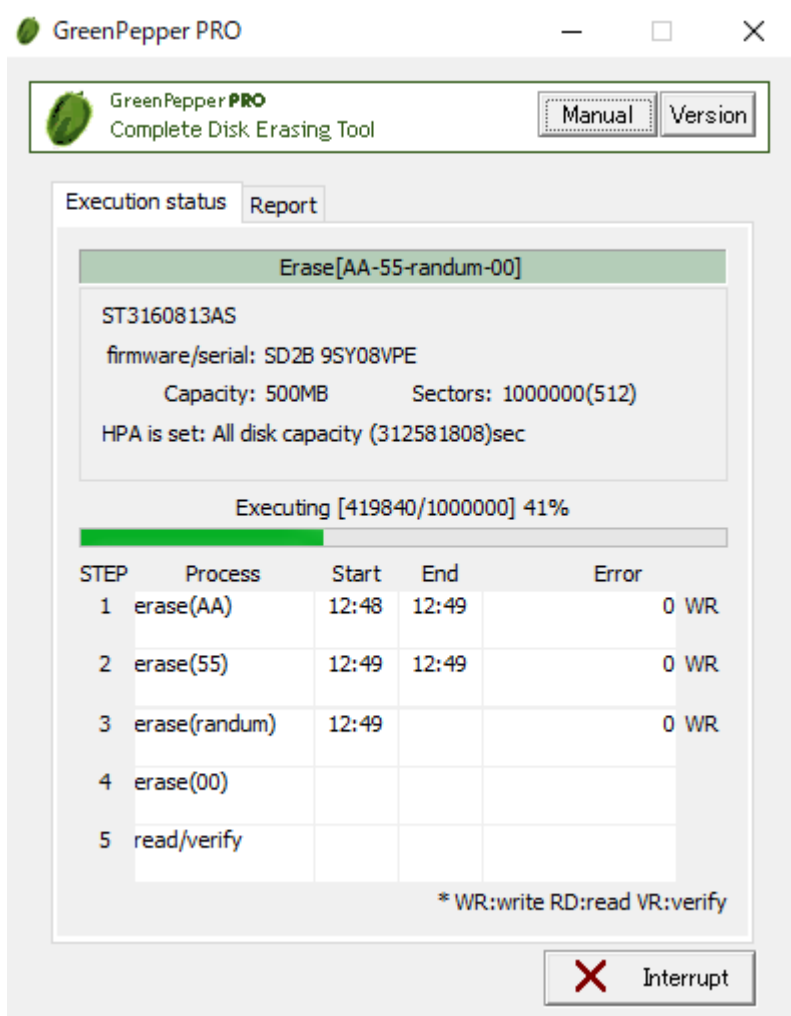 GreenPepper PRO
GreenPepper PRO
Complete Disk Erasing Tool
Manual Version
Execution status Report
Erase[AA-55-randum-00]
ST3160813AS
firmware/serial: SD2B 9SY08VPE
Capacity: 500MB Sectors: 1000000(512)
HPA is set: All disk capacity (312581808)sec
Executing [419840/1000000] 41%
STEP Process Start End Error
1 erase(AA) 12:48 12:49 0 WR
2 erase(55) 12:49 12:49 0 WR
3 erase(randum) 12:49 0 WR
4 erase(00)
5 read/verify
* WR:write RD:read VR:verify
Interrupt